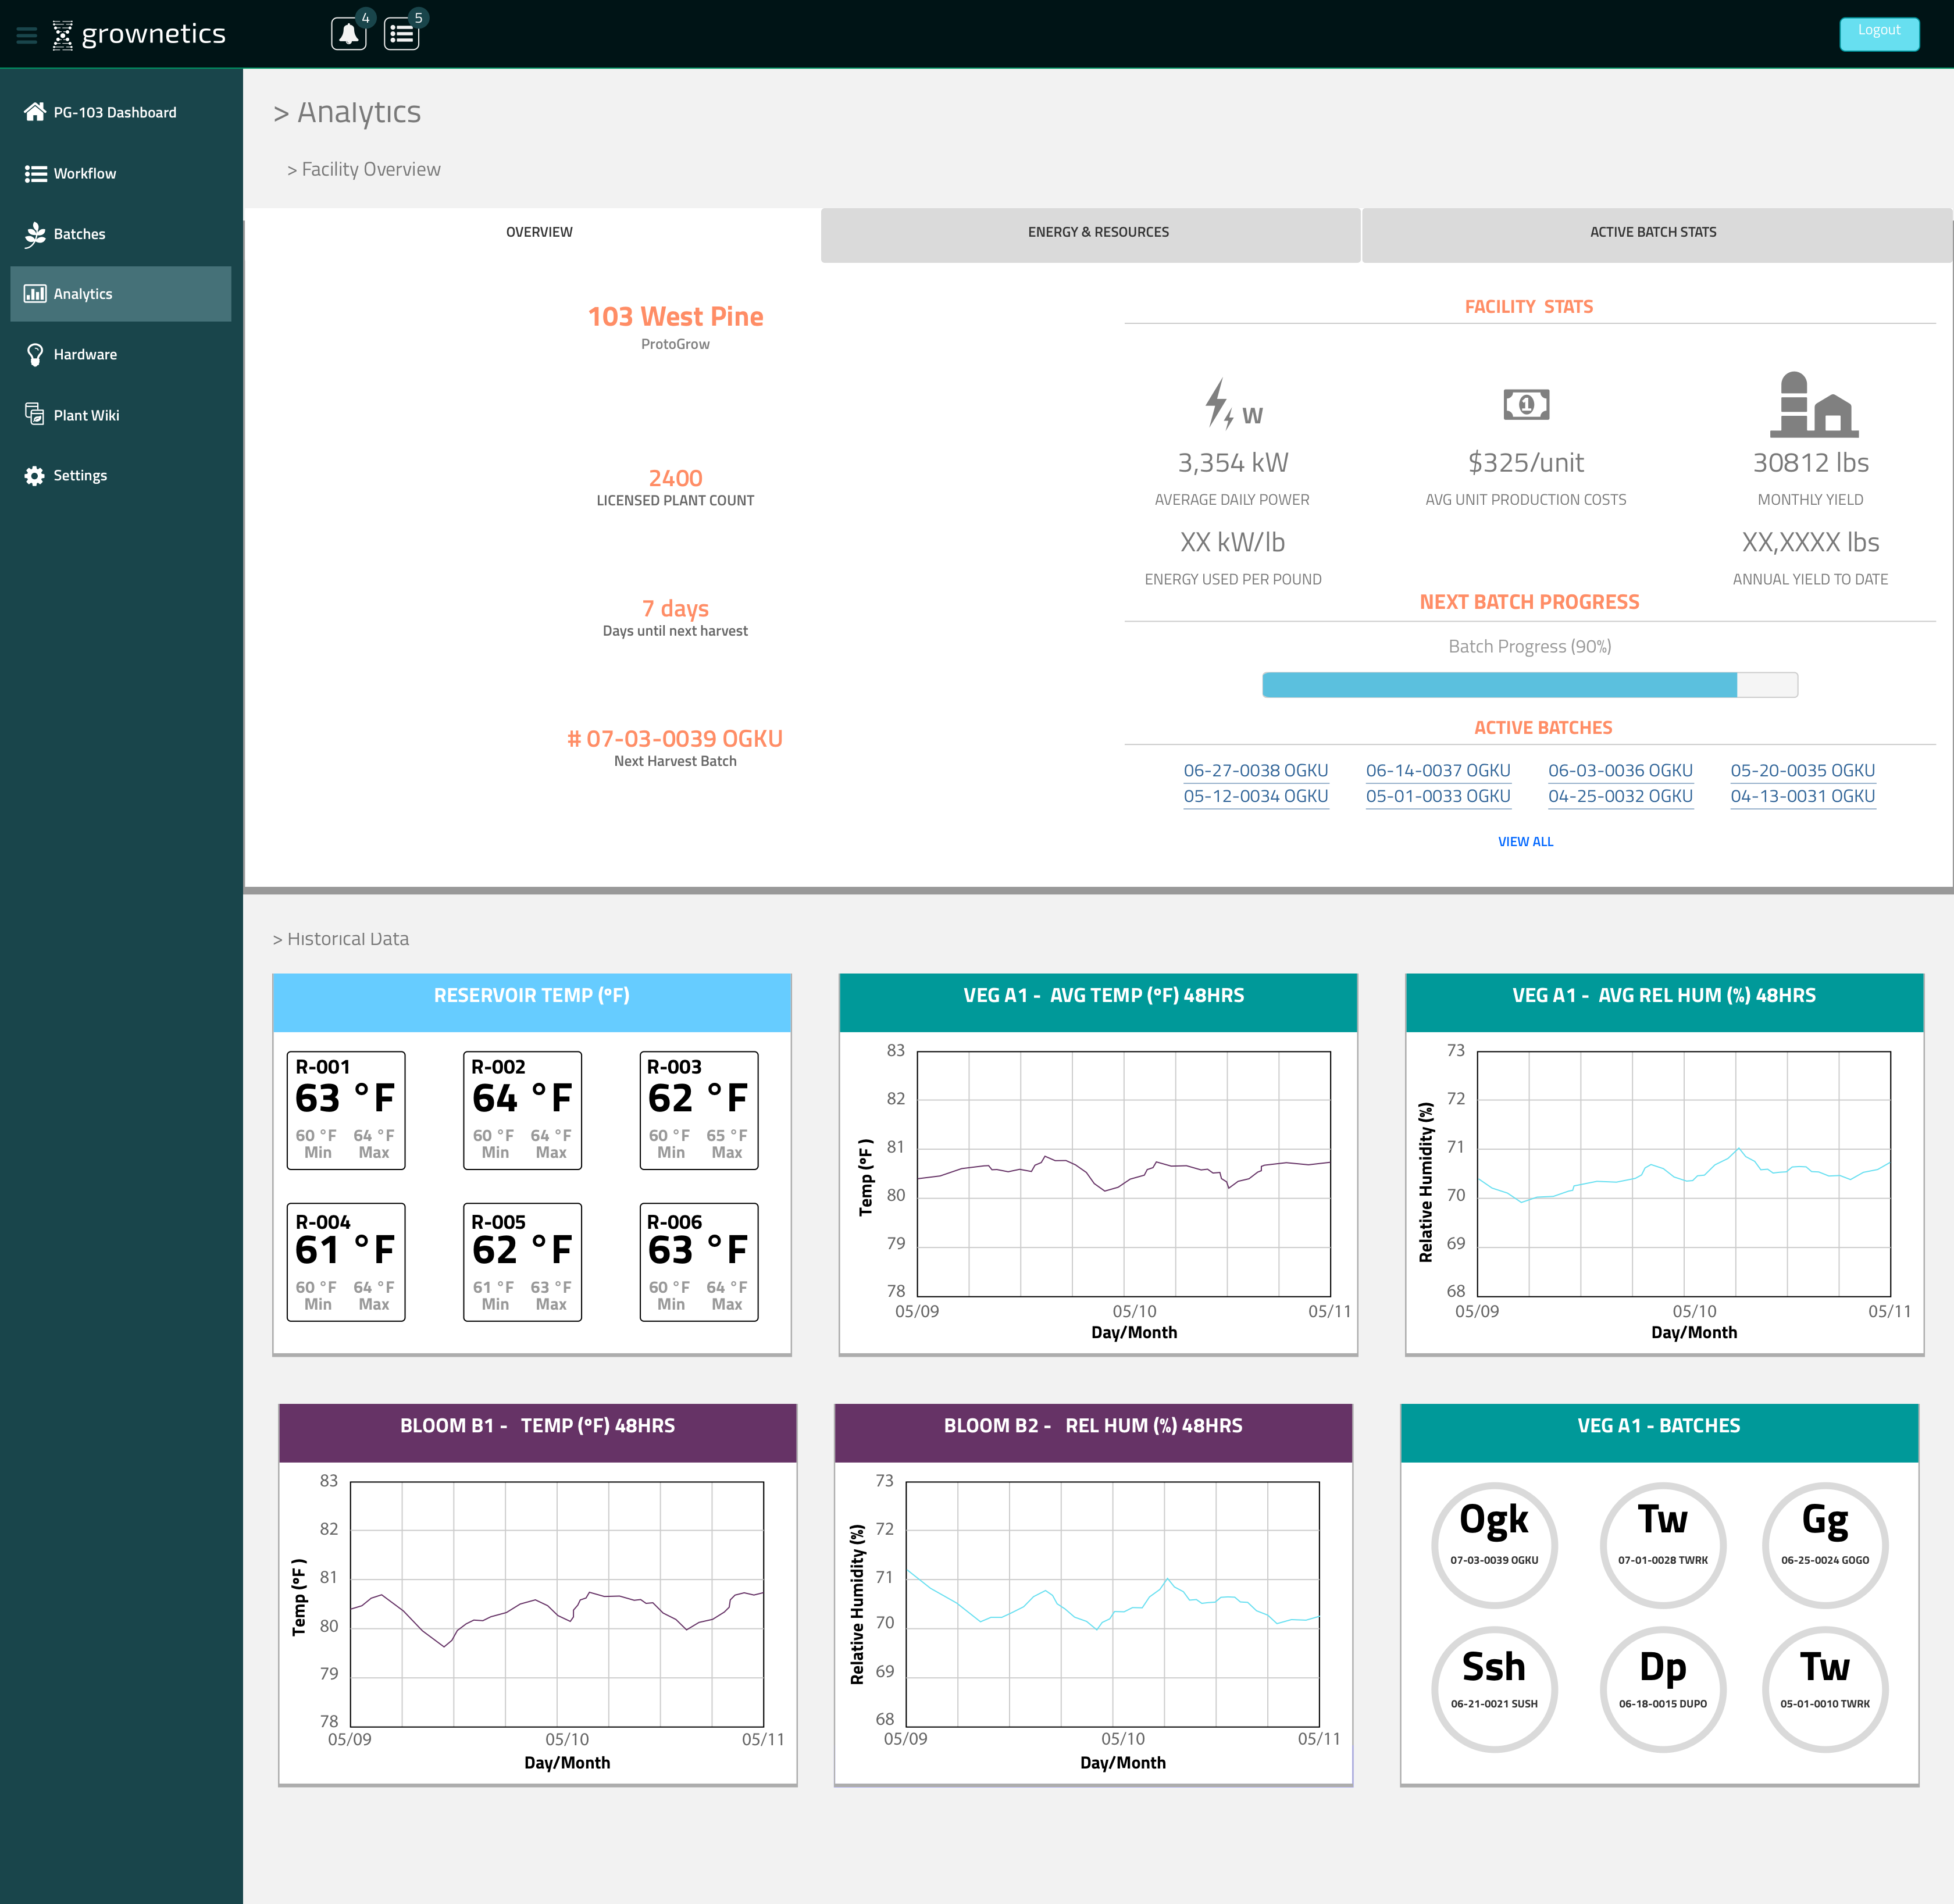 grownetics
4
5
Logout
PG-103 Dashboard
Workflow
Batches
Analytics
Hardware
Plant Wiki
Settings
> Analytics
> Facility Overview
OVERVIEW
ENERGY & RESOURCES
ACTIVE BATCH STATS
103 West Pine
ProtoGrow
2400
LICENSED PLANT COUNT
7 days
Days until next harvest
# 07-03-0039 OGKU
Next Harvest Batch
FACILITY STATS
W
3,354 kW
AVERAGE DAILY POWER
XX kW/lb
ENERGY USED PER POUND
1
$325/unit
AVG UNIT PRODUCTION COSTS
30812 lbs
MONTHLY YIELD
XX,XXXX lbs
ANNUAL YIELD TO DATE
NEXT BATCH PROGRESS
Batch Progress (90%)
ACTIVE BATCHES
06-27-0038 OGKU 06-14-0037 OGKU 06-03-0036 OGKU 05-20-0035 OGKU
05-12-0034 OGKU 05-01-0033 OGKU 04-25-0032 OGKU 04-13-0031 OGKU
VIEW ALL
> Historical Data
RESERVOIR TEMP (ºF)
R-001
63 °F
60 °F 64 °F
Min Max
R-002
64 °F
60 °F 64 °F
Min Max
R-003
62 °F
60 °F 65 °F
Min Max
R-004
61 °F
60 °F 64 °F
Min Max
R-005
62 °F
61 °F 63 °F
Min Max
R-006
63 °F
60 °F 64 °F
Min Max
VEG A1 - AVG TEMP (ºF) 48HRS
Temp (ºF )
83
82
81
80
79
78
05/09 05/10 05/11
Day/Month
VEG A1 - AVG REL HUM (%) 48HRS
Relative Humidity (%)
73
72
71
70
69
68
05/09 05/10 05/11
Day/Month
BLOOM B1 - TEMP (ºF) 48HRS
Temp (ºF )
83
82
81
80
79
78
05/09 05/10 05/11
Day/Month
BLOOM B2 - REL HUM (%) 48HRS
Relative Humidity (%)
73
72
71
70
69
68
05/09 05/10 05/11
Day/Month
VEG A1 - BATCHES
Ogk
07-03-0039 OGKU
Tw
07-01-0028 TWRK
Gg
06-25-0024 GOGO
Ssh
06-21-0021 SUSH
Dp
06-18-0015 DUPO
Tw
05-01-0010 TWRK